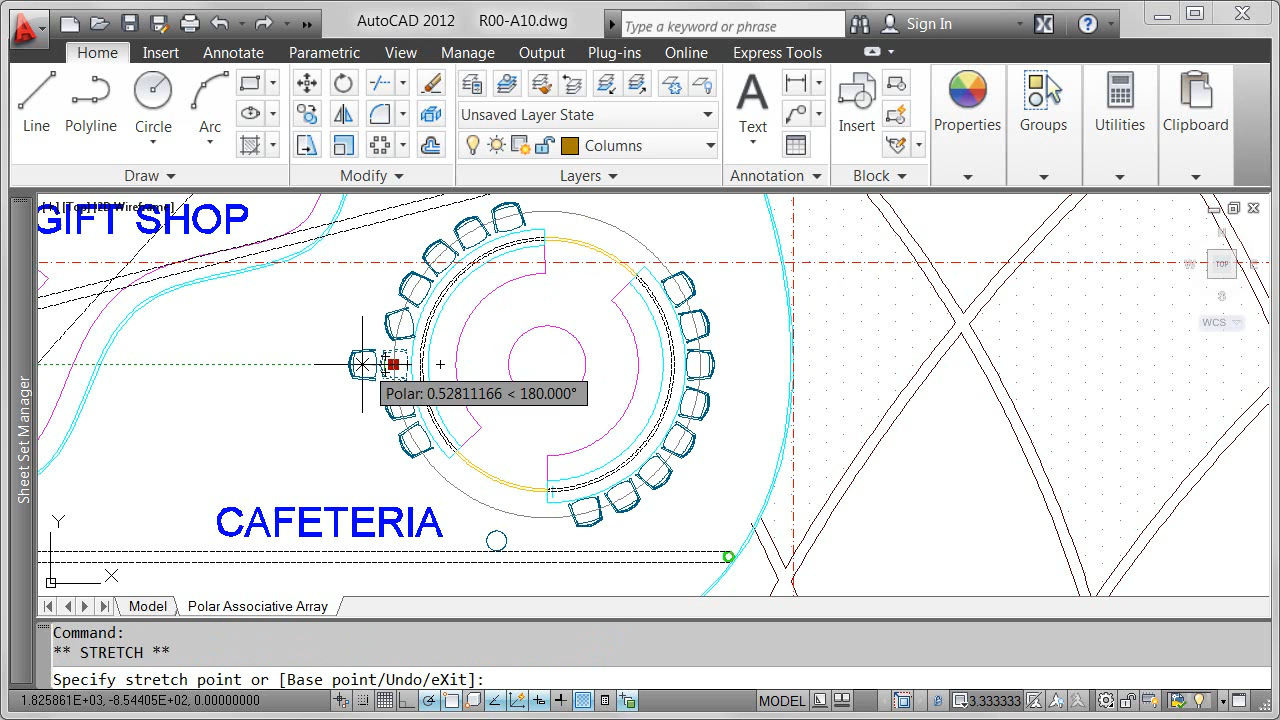 AutoCAD 2012 R00-A10.dwg Type a keyword or phrase Sign In
Home Insert Annotate Parametric View Manage Output Plug-ins Online Express Tools
Unsaved Layer State
Line Polyline Circle Arc Text Insert Properties Groups Utilities Clipboard
Columns
Draw Modify Layers Annotation Block
[-] [Top] [2D Wireframe]
GIFT SHOP
N
W TOP E
S
WCS
Polar: 0.52811166 < 180.000°
Sheet Set Manager
CAFETERIA
Y
X
Model Polar Associative Array
Command:
** STRETCH **
Specify stretch point or [Base point/Undo/eXit]:
1.825861E+03, -8.54405E+02, 0.00000000 MODEL 3.333333